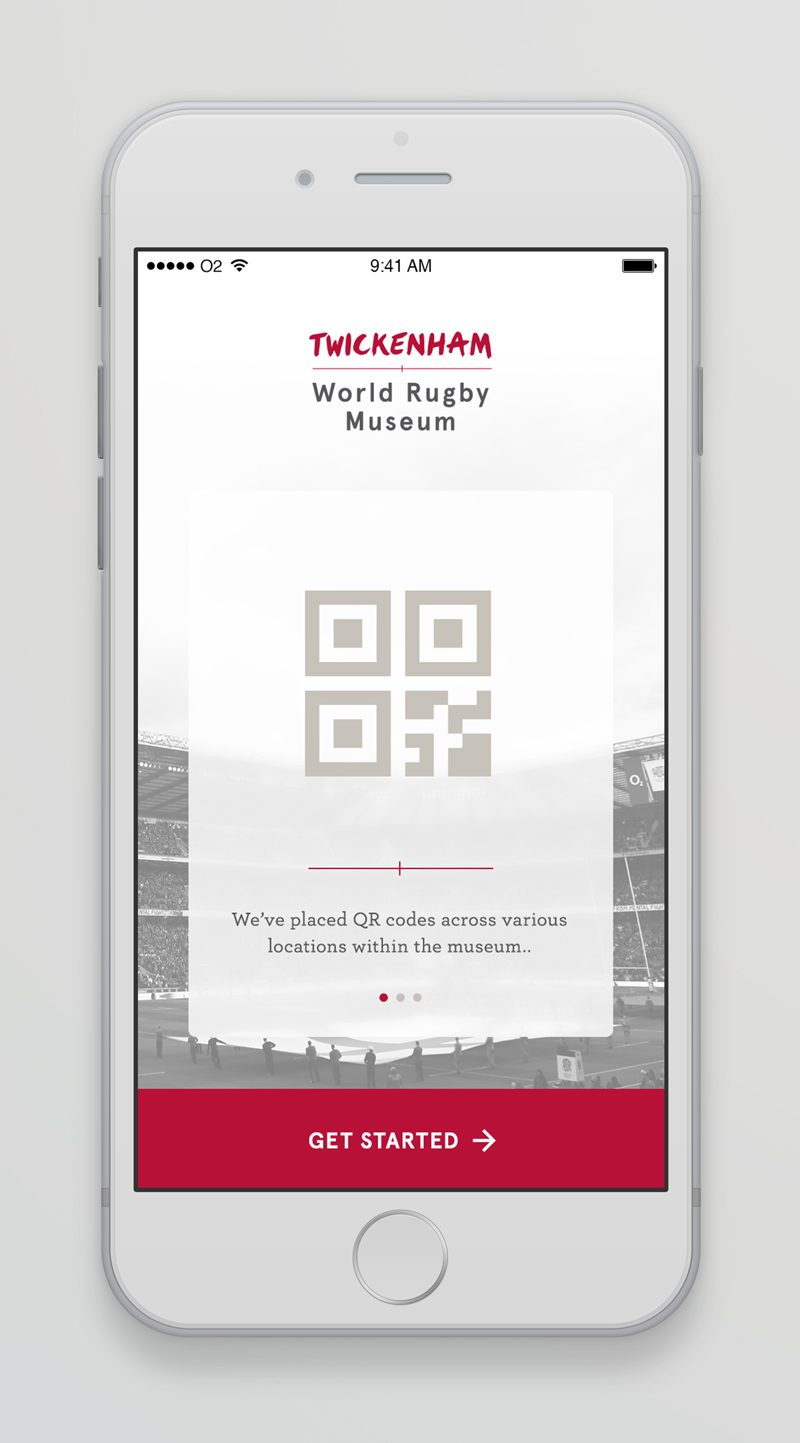 O2
9:41 AM
TWICKENHAM
World Rugby
Museum
O2
We've placed QR codes across various
locations within the museum..
GET STARTED